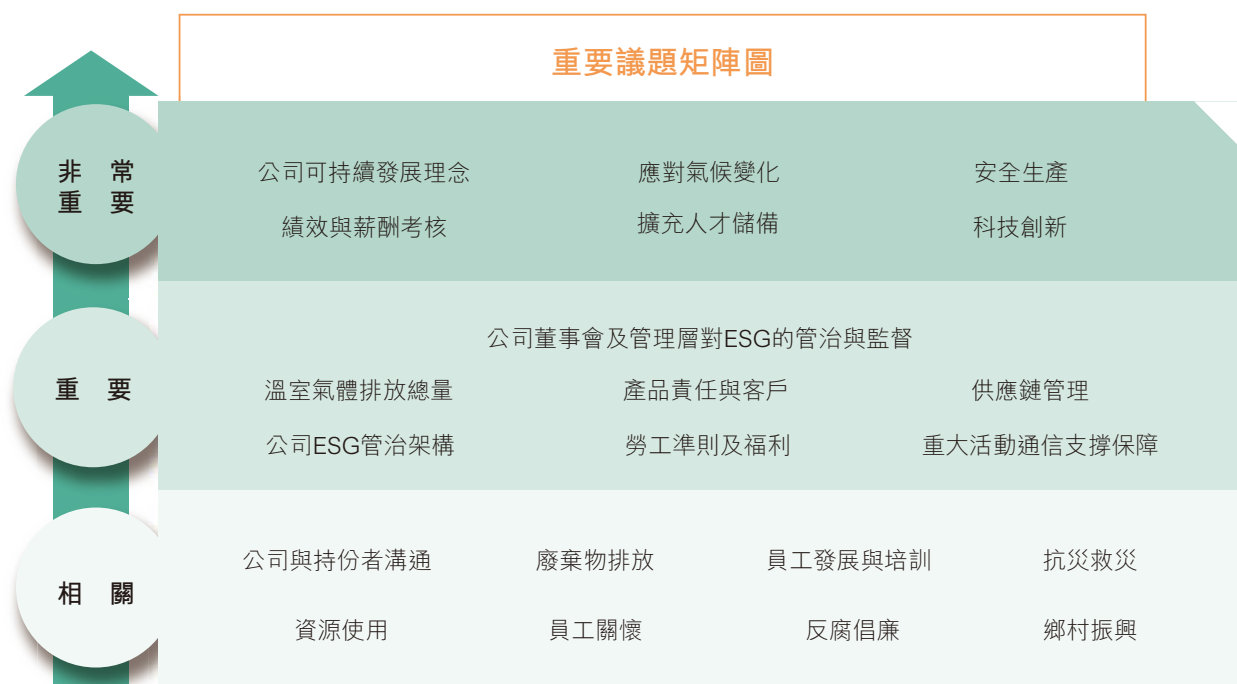 重要議題矩陣圖
非常
重要
公司可持續發展理念 應對氣候變化 安全生產
績效與薪酬考核 擴充人才儲備 科技創新
公司董事會及管理層對ESG的管治與監督
重要
溫室氣體排放總量 產品責任與客戶 供應鏈管理
公司ESG管治架構 勞工準則及福利 重大活動通信支撐保障
相關
公司與持份者溝通 廢棄物排放 員工發展與培訓 抗災救災
資源使用 員工關懷 反腐倡廉 鄉村振興